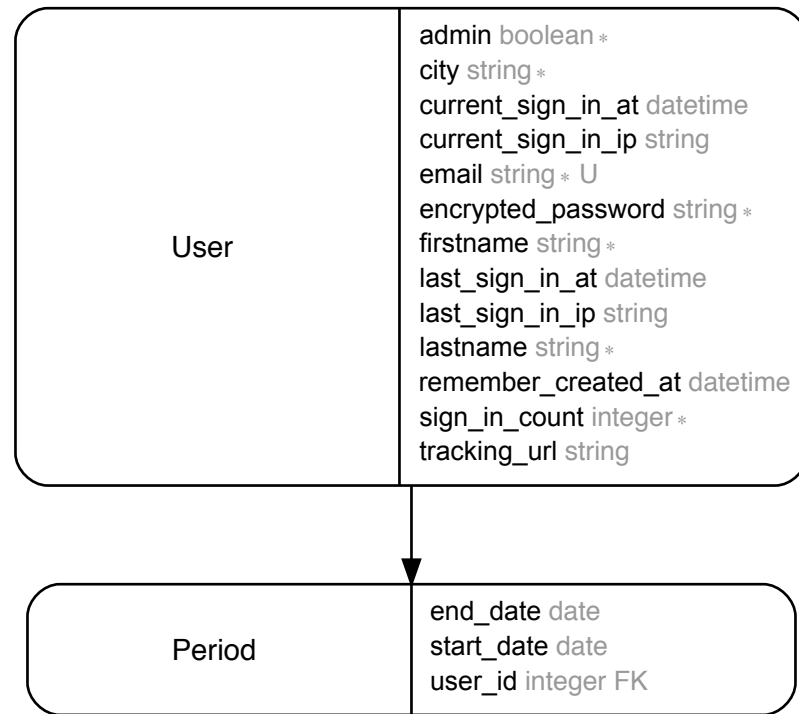 User
admin boolean ∗
city string ∗
current_sign_in_at datetime
current_sign_in_ip string
email string ∗ U
encrypted_password string ∗
firstname string ∗
last_sign_in_at datetime
last_sign_in_ip string
lastname string ∗
remember_created_at datetime
sign_in_count integer ∗
tracking_url string
Period
end_date date
start_date date
user_id integer FK